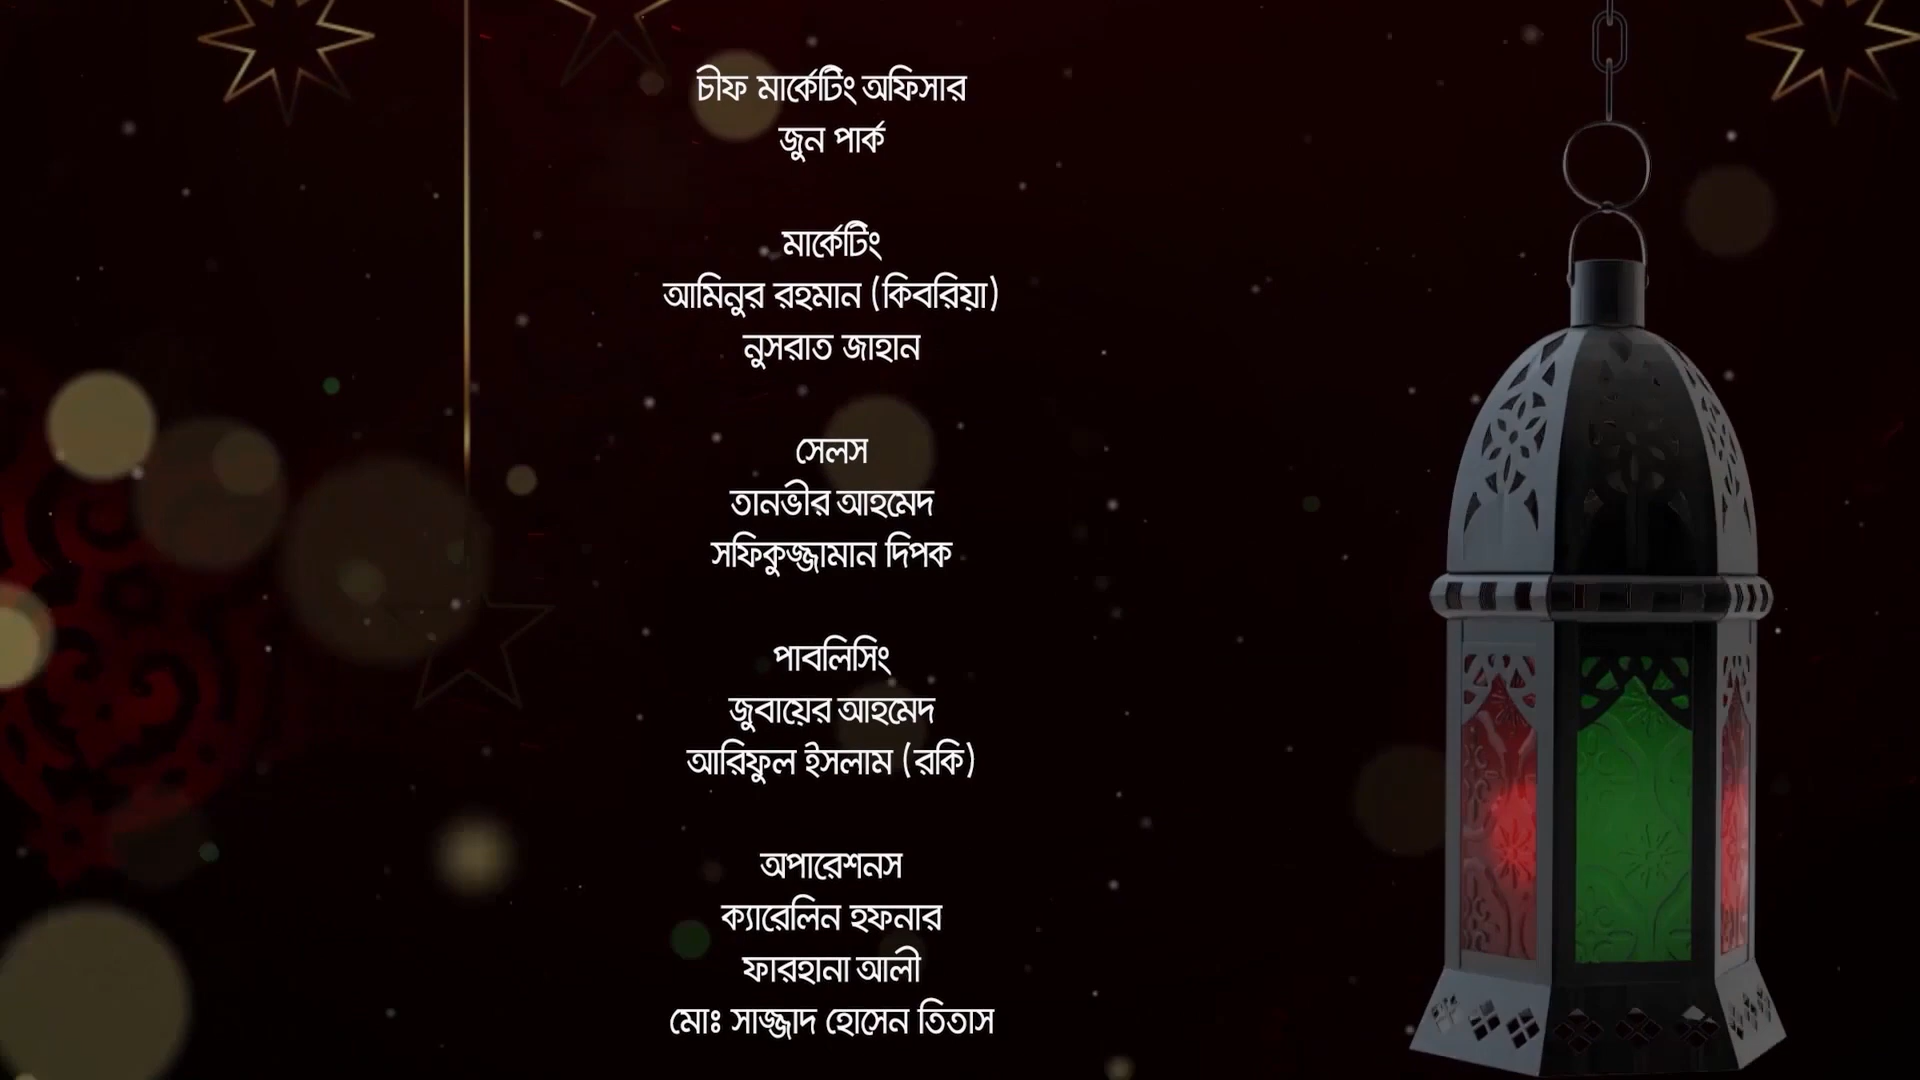 চীফ মার্কেটিং অফিসার
জুন পার্ক
মার্কেটিং
আমিনুর রহমান (কিবরিয়া)
নুসরাত জাহান
সেলস
তানভীর আহমেদ
সফিকুজ্জামান দিপক
পাবলিসিং
জুবায়ের আহমেদ
আরিফুল ইসলাম (রকি)
অপারেশনস
ক্যারেলিন হফনার
ফারহানা আলী
মোঃ সাজ্জাদ হোসেন তিতাস